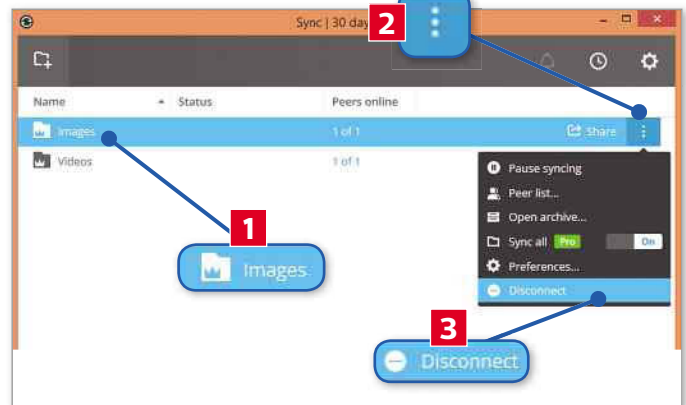 Sync | 30 day
2
Name Status Peers online
Images 1 of 1 Share
Videos 1 of 1
Pause syncing
Peer list...
Open archive...
Sync all Pro On
Preferences...
Disconnect
1
Images
3
Disconnect